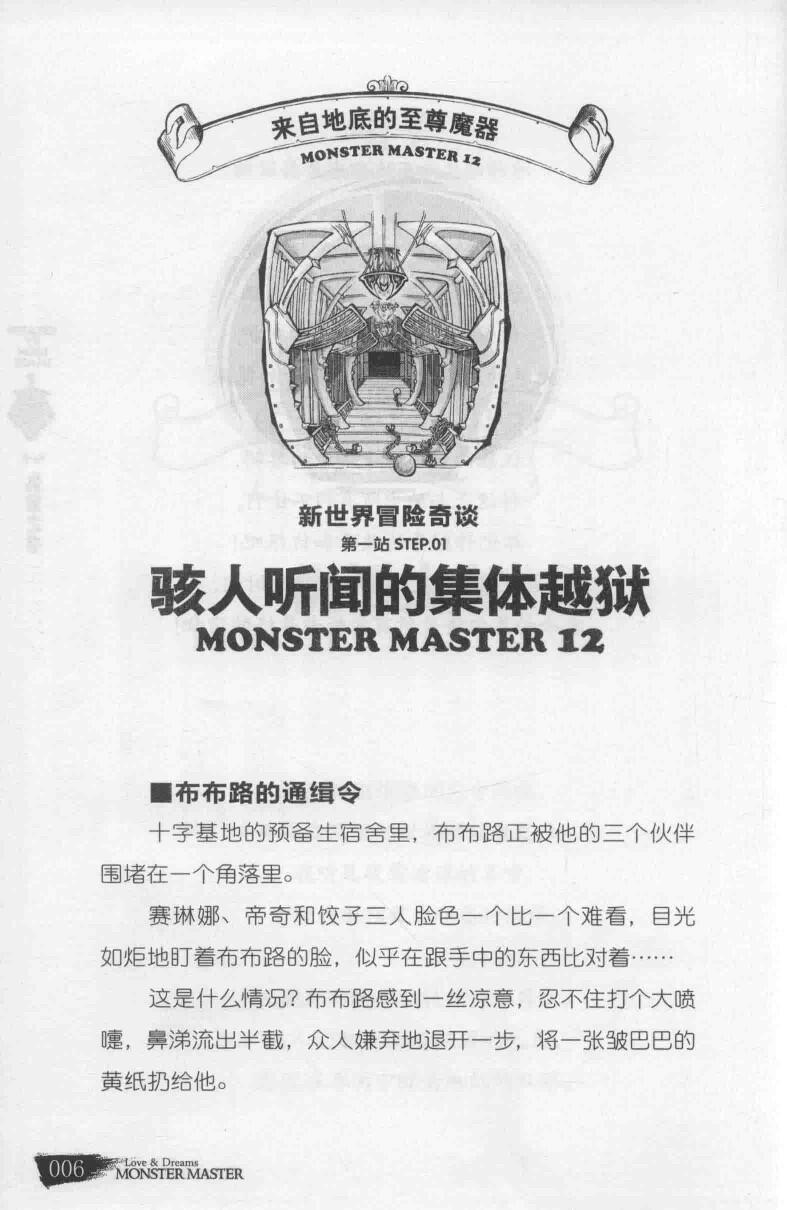 来自地底的至尊魔器
MONSTER MASTER 12
新世界冒险奇谈
第一站 STEP.01
骇人听闻的集体越狱
MONSTER MASTER 12
■布布路的通缉令
十字基地的预备生宿舍里，布布路正被他的三个伙伴
围堵在一个角落里。
赛琳娜、帝奇和饺子三人脸色一个比一个难看，目光
如炬地盯着布布路的脸，似乎在跟手中的东西比对着……
这是什么情况？布布路感到一丝凉意，忍不住打个大喷
嚏，鼻涕流出半截，众人嫌弃地退开一步，将一张皱巴巴的
黄纸扔给他。
006
Love & Dreams
MONSTER MASTER